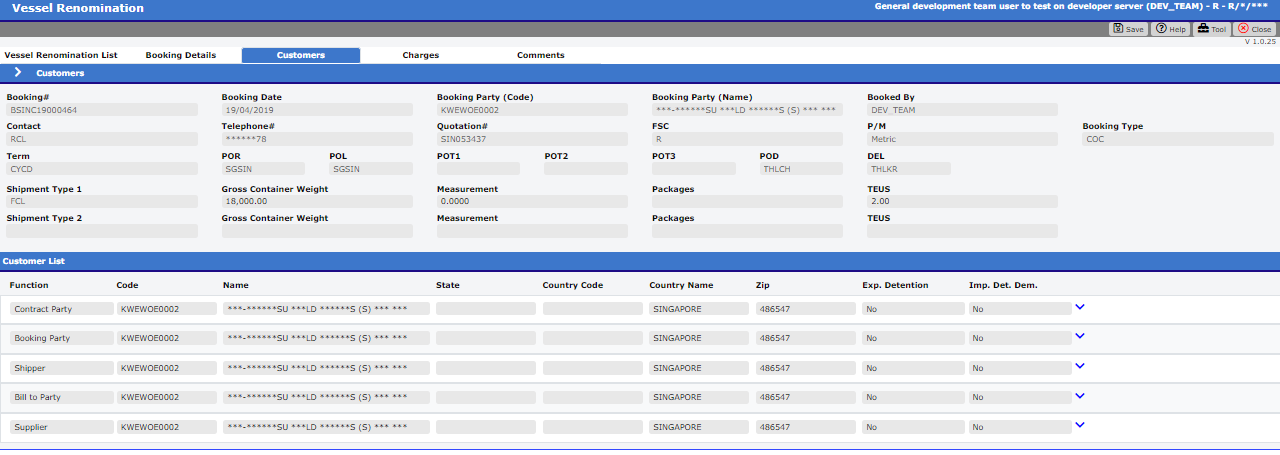 Vessel Renomination
General development team user to test on developer server (DEV_TEAM) - R - R/*/***
Save Help Tool Close
V 1.0.25
Vessel Renomination List Booking Details Customers Charges Comments
Customers
Booking# Booking Date Booking Party (Code) Booking Party (Name) Booked By
BSINC19000464 19/04/2019 KWEWOE0002 ***-******SU ***LD ******S (S) *** *** DEV_TEAM
Contact Telephone# Quotation# FSC P/M Booking Type
RCL ******78 SIN053437 R Metric COC
Term POR POL POT1 POT2 POT3 POD DEL
CYCD SGSIN SGSIN THLCH THLKR
Shipment Type 1 Gross Container Weight Measurement Packages TEUS
FCL 18,000.00 0.0000 2.00
Shipment Type 2 Gross Container Weight Measurement Packages TEUS
Customer List
Function Code Name State Country Code Country Name Zip Exp. Detention Imp. Det. Dem.
Contract Party KWEWOE0002 ***-******SU ***LD ******S (S) *** *** SINGAPORE 486547 No No
Booking Party KWEWOE0002 ***-******SU ***LD ******S (S) *** *** SINGAPORE 486547 No No
Shipper KWEWOE0002 ***-******SU ***LD ******S (S) *** *** SINGAPORE 486547 No No
Bill to Party KWEWOE0002 ***-******SU ***LD ******S (S) *** *** SINGAPORE 486547 No No
Supplier KWEWOE0002 ***-******SU ***LD ******S (S) *** *** SINGAPORE 486547 No No